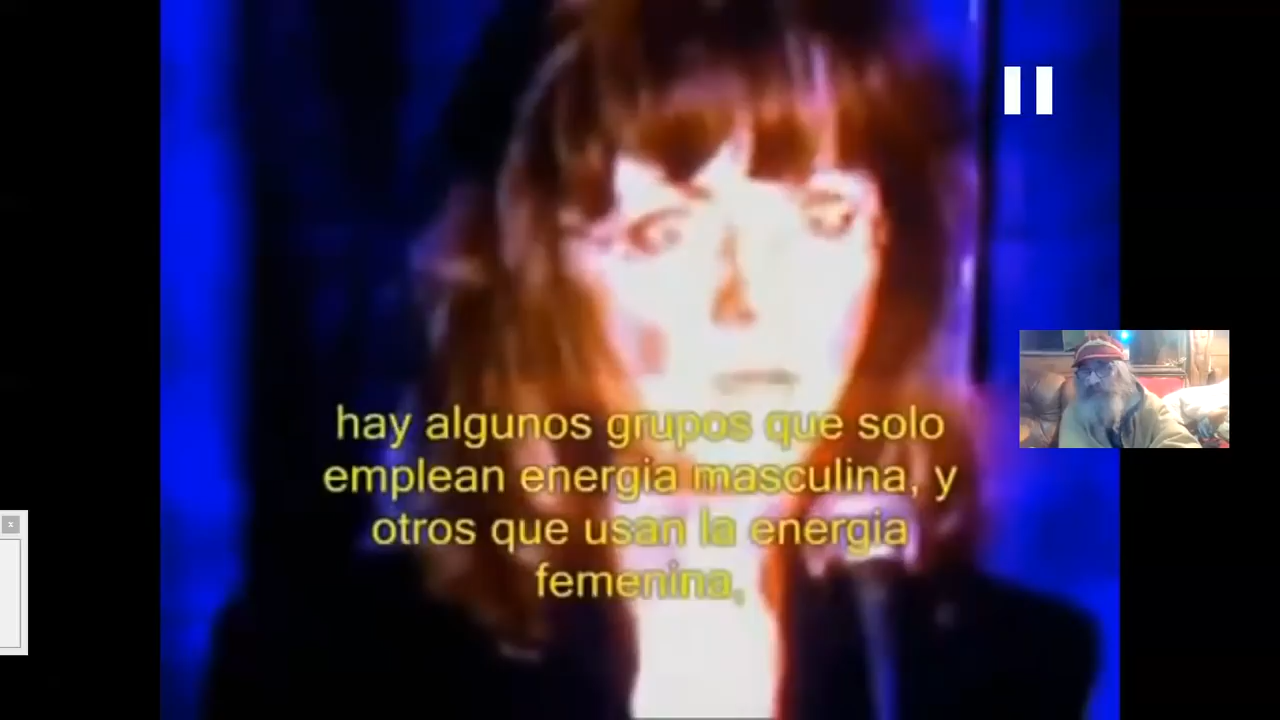 hay algunos grupos que solo
emplean energia masculina, y
otros que usan la energia
femenina,
x